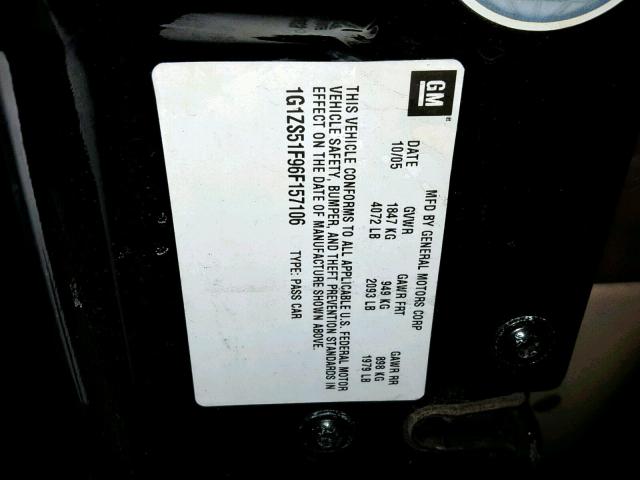 GM
MFD BY GENERAL MOTORS CORP
DATE GVWR GAWR FRT GAWR RR
10/05 1847 KG 949 KG 898 KG
4072 LB 2093 LB 1979 LB
THIS VEHICLE CONFORMS TO ALL APPLICABLE U.S. FEDERAL MOTOR
VEHICLE SAFETY, BUMPER, AND THEFT PREVENTION STANDARDS IN
EFFECT ON THE DATE OF MANUFACTURE SHOWN ABOVE.
1G1ZS51F96F157106 TYPE: PASS CAR